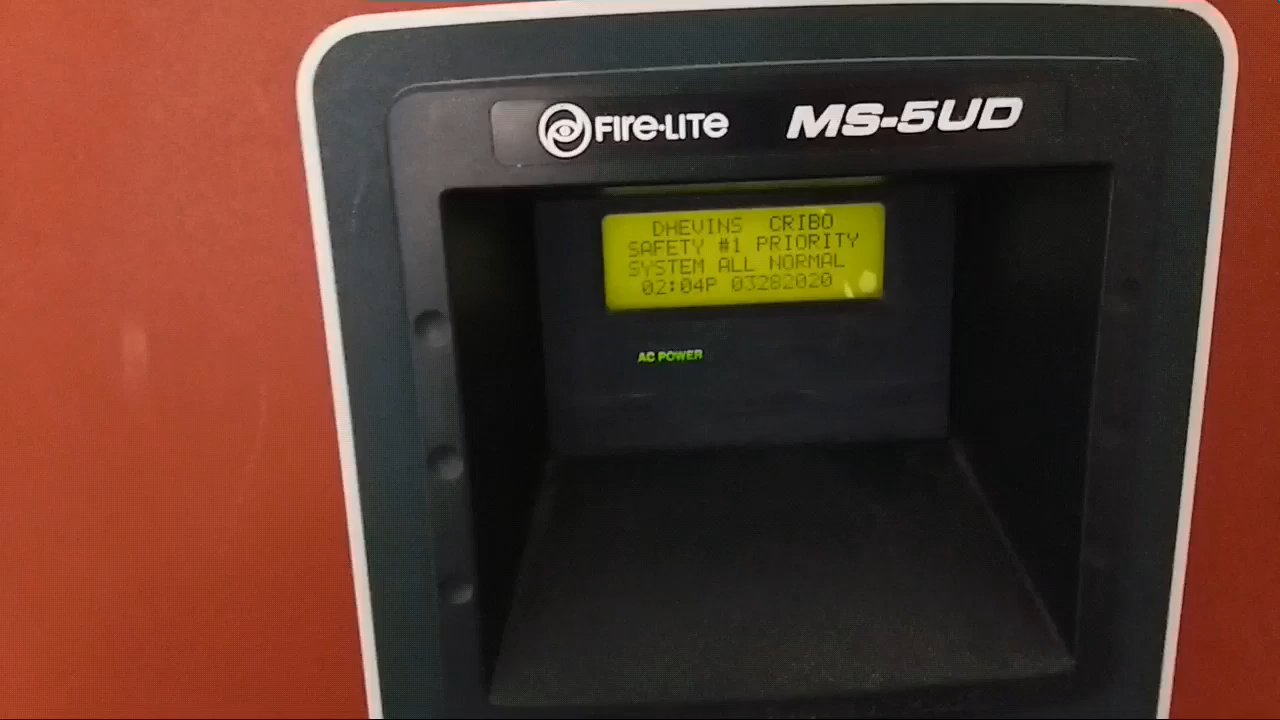 FIRE-LITE MS-5UD
DHEVINS CRIBO
SAFETY #1 PRIORITY
SYSTEM ALL NORMAL
02:04P 03282020
AC POWER